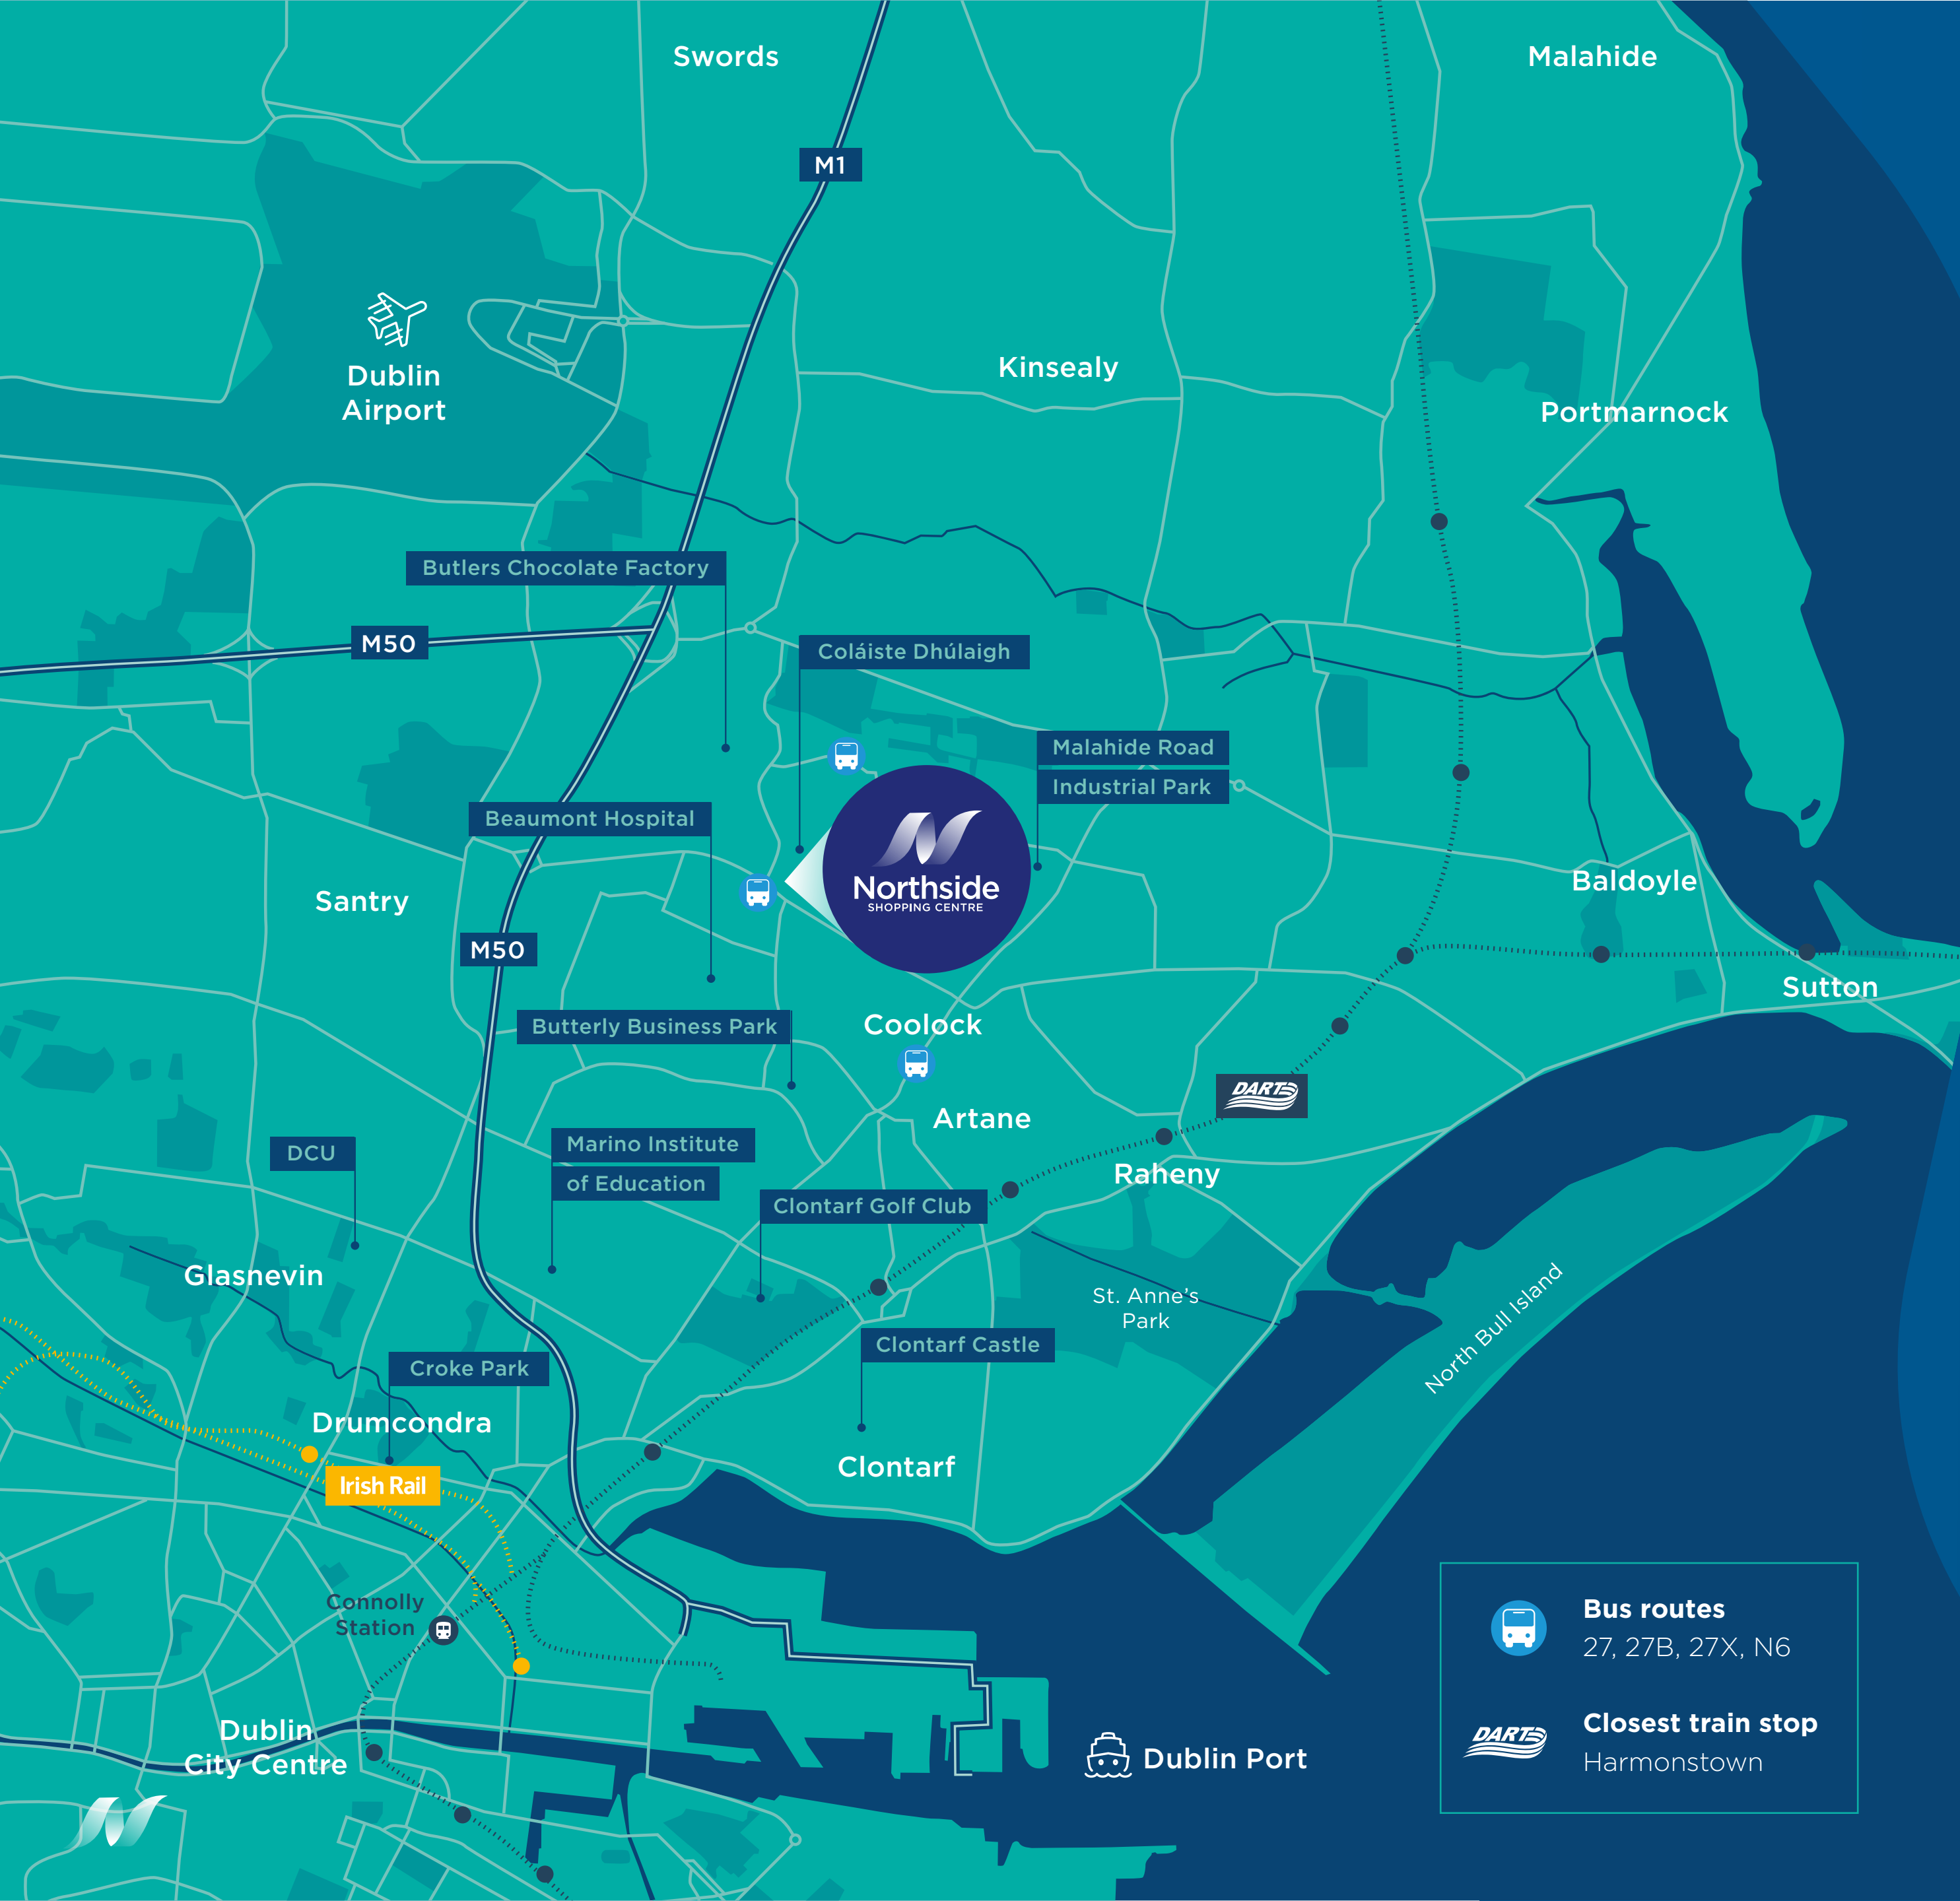 Swords
Malahide
M1
Dublin
Airport
Kinsealy
Portmarnock
Butlers Chocolate Factory
M50
Coláiste Dhúlaigh
Malahide Road
Industrial Park
Beaumont Hospital
Northside
SHOPPING CENTRE
Santry
Baldoyle
M50
Sutton
Butterly Business Park
Coolock
DART
Artane
DCU
Marino Institute
of Education
Raheny
Clontarf Golf Club
Glasnevin
St. Anne's
Park
North Bull Island
Clontarf Castle
Croke Park
Drumcondra
Clontarf
Irish Rail
Connolly
Station
Bus routes
27, 27B, 27X, N6
Dublin
City Centre
Dublin Port
DART
Closest train stop
Harmonstown